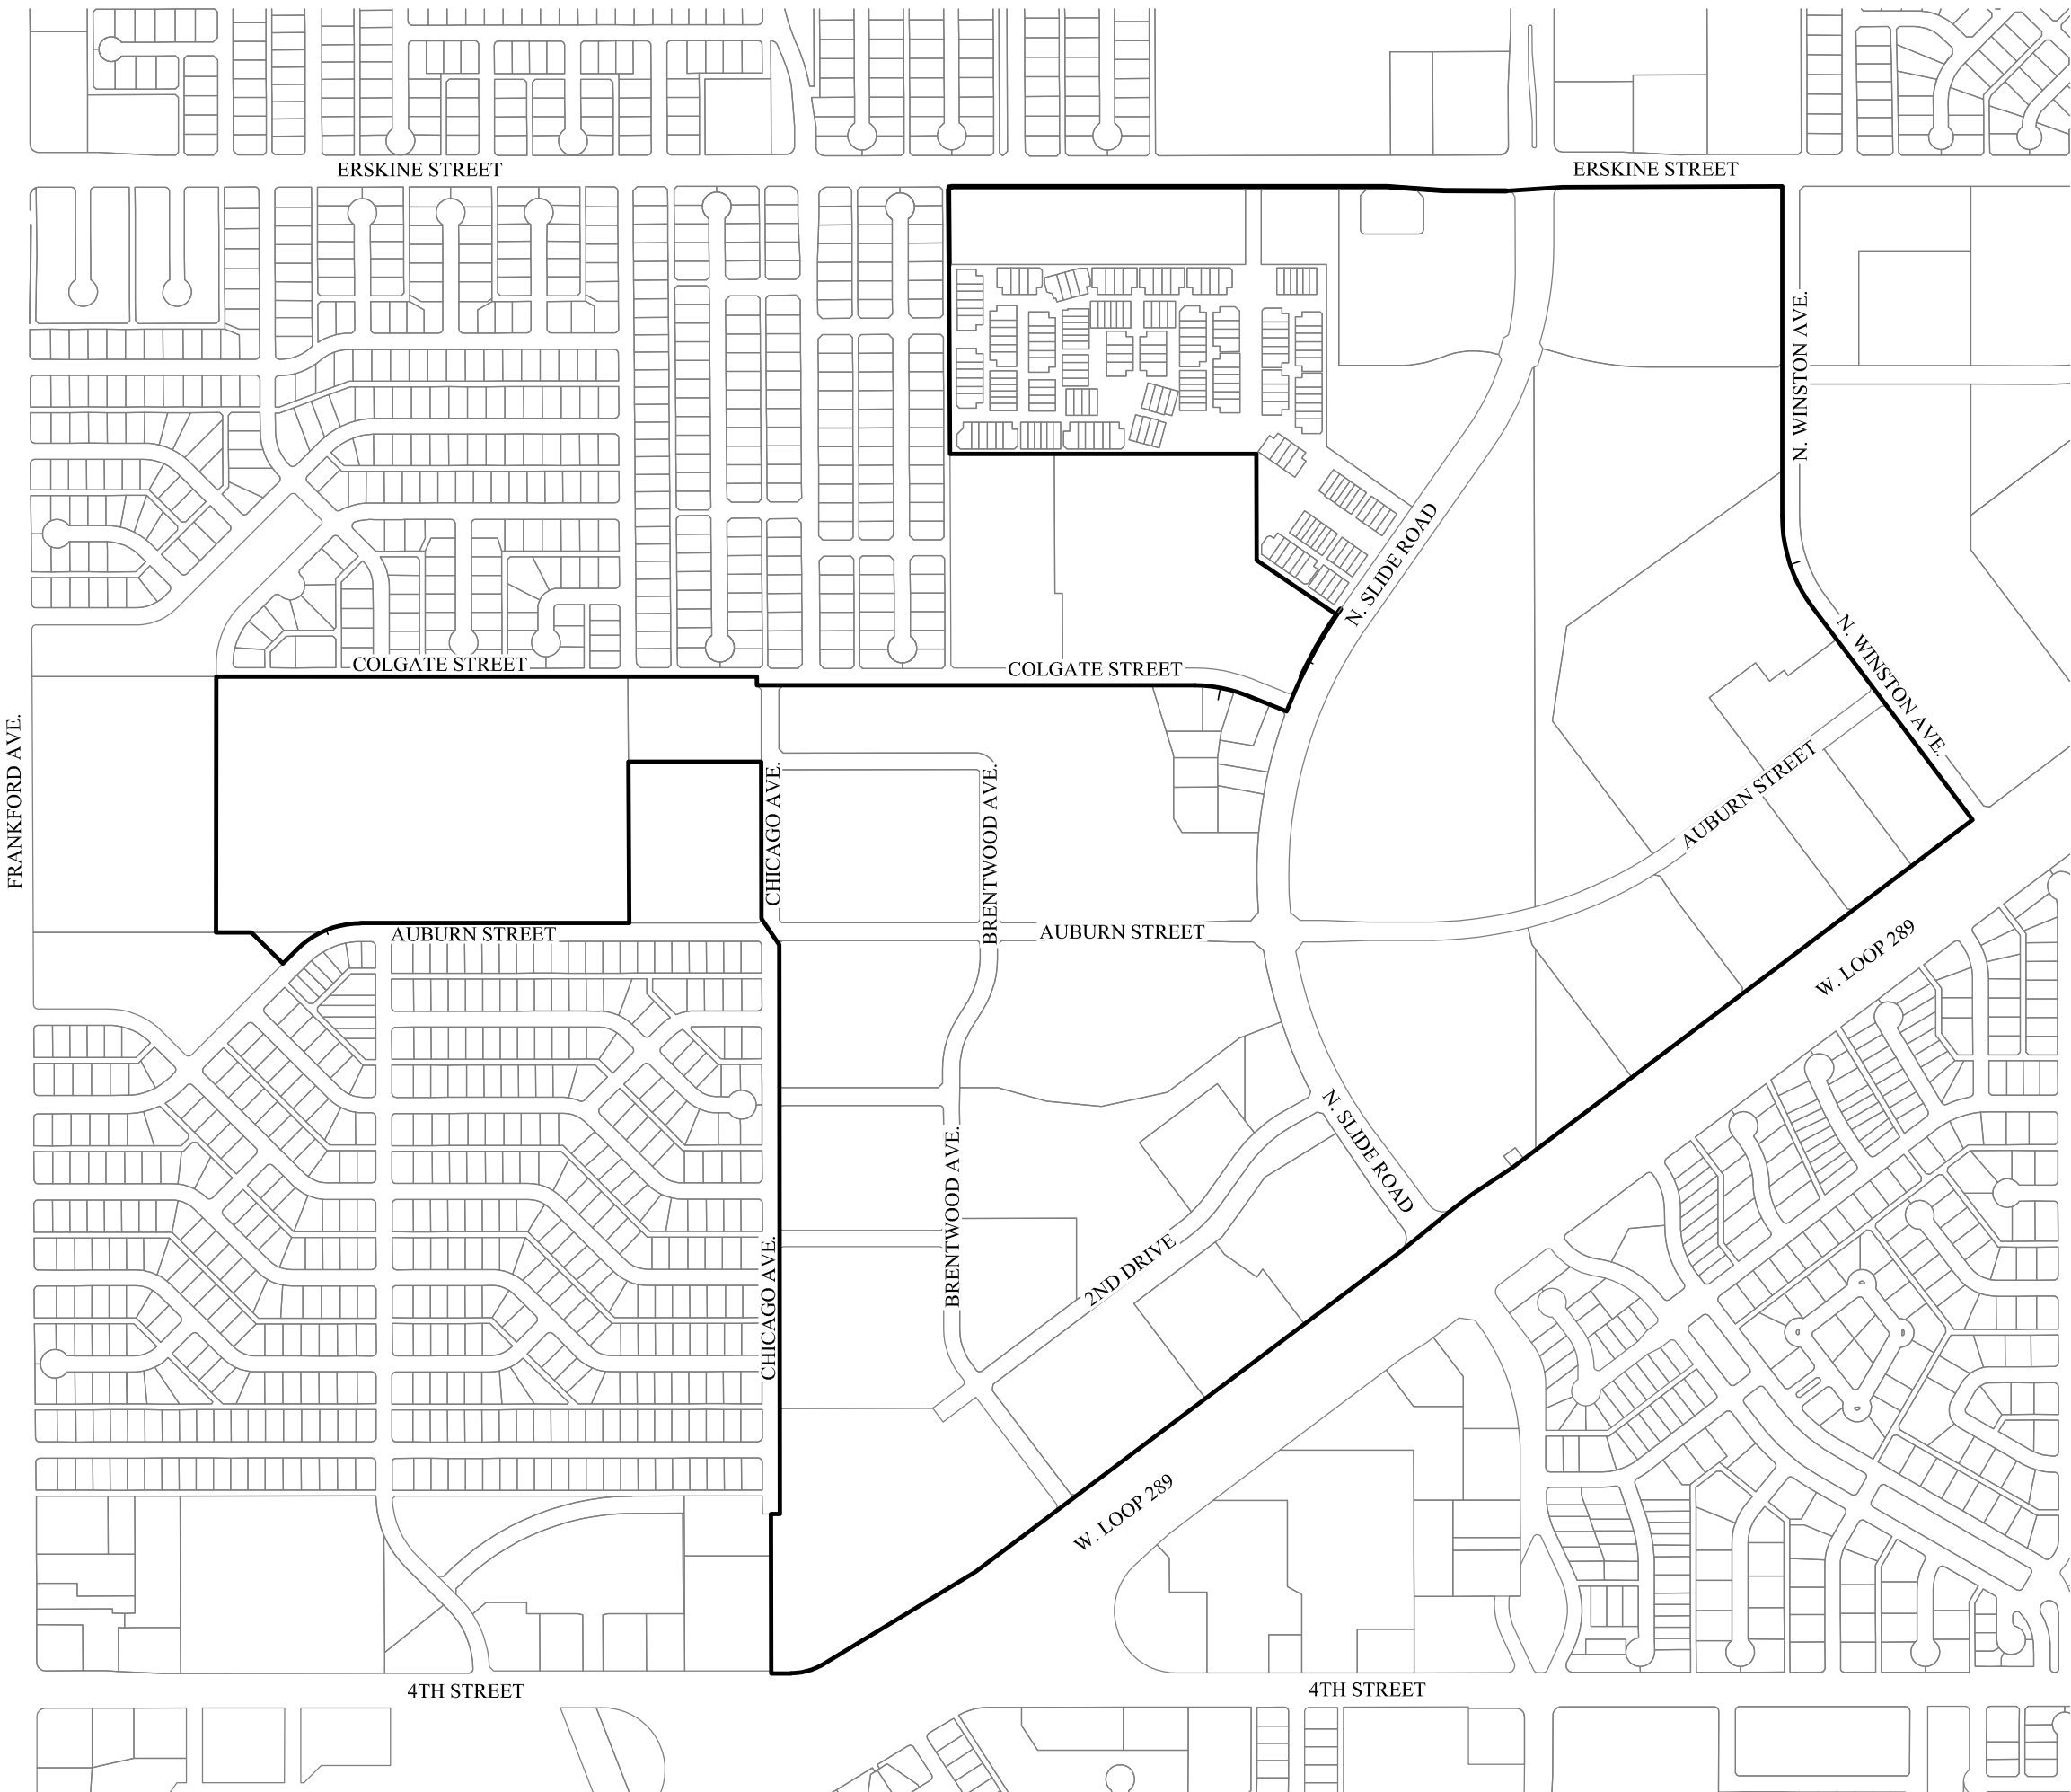 ERSKINE STREET
ERSKINE STREET
N. WINSTON AVE.
N. SLIDE ROAD
COLGATE STREET
COLGATE STREET
N. WINSTON AVE.
FRANKFORD AVE.
CHICAGO AVE.
BRENTWOOD AVE.
AUBURN STREET
AUBURN STREET
AUBURN STREET
W. LOOP 289
N. SLIDE ROAD
BRENTWOOD AVE.
2ND DRIVE
CHICAGO AVE.
W. LOOP 289
4TH STREET
4TH STREET